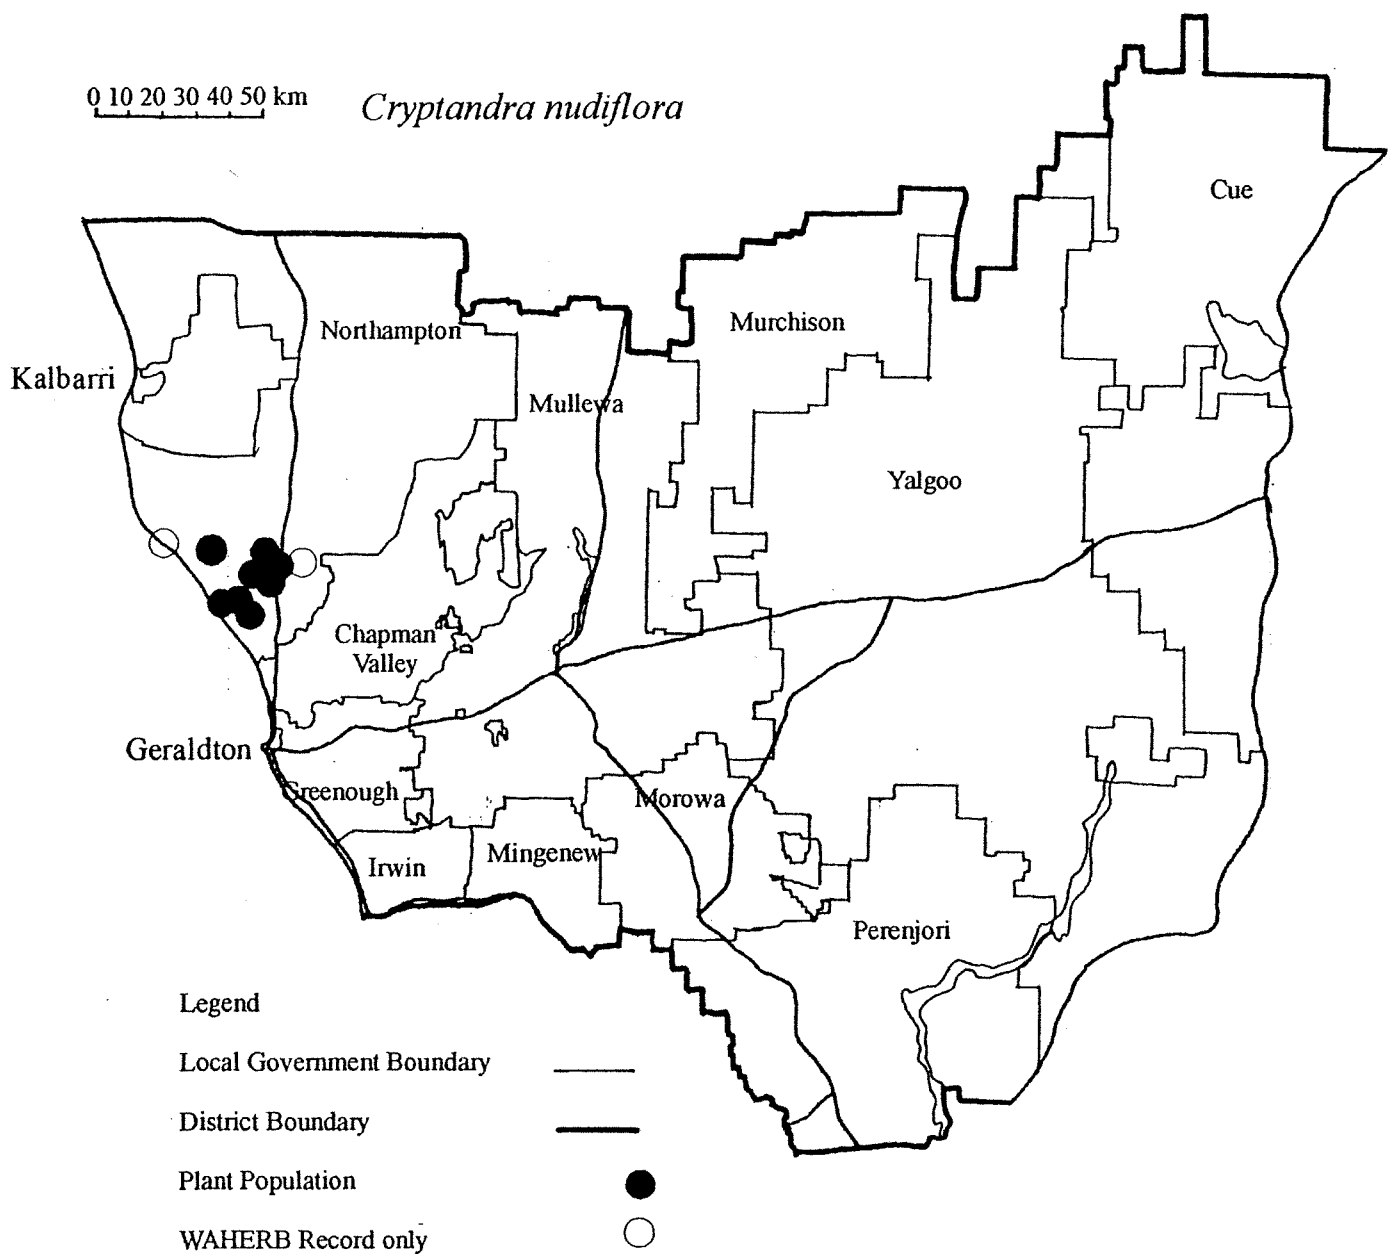 0 10 20 30 40 50 km
Cryptandra nudiflora
Cue
Northampton
Murchison
Kalbarri
Mullewa
Yalgoo
Chapman
Valley
Geraldton
Greenough
Morowa
Irwin
Mingenew
Perenjori
Legend
Local Government Boundary
District Boundary
Plant Population
WAHERB Record only